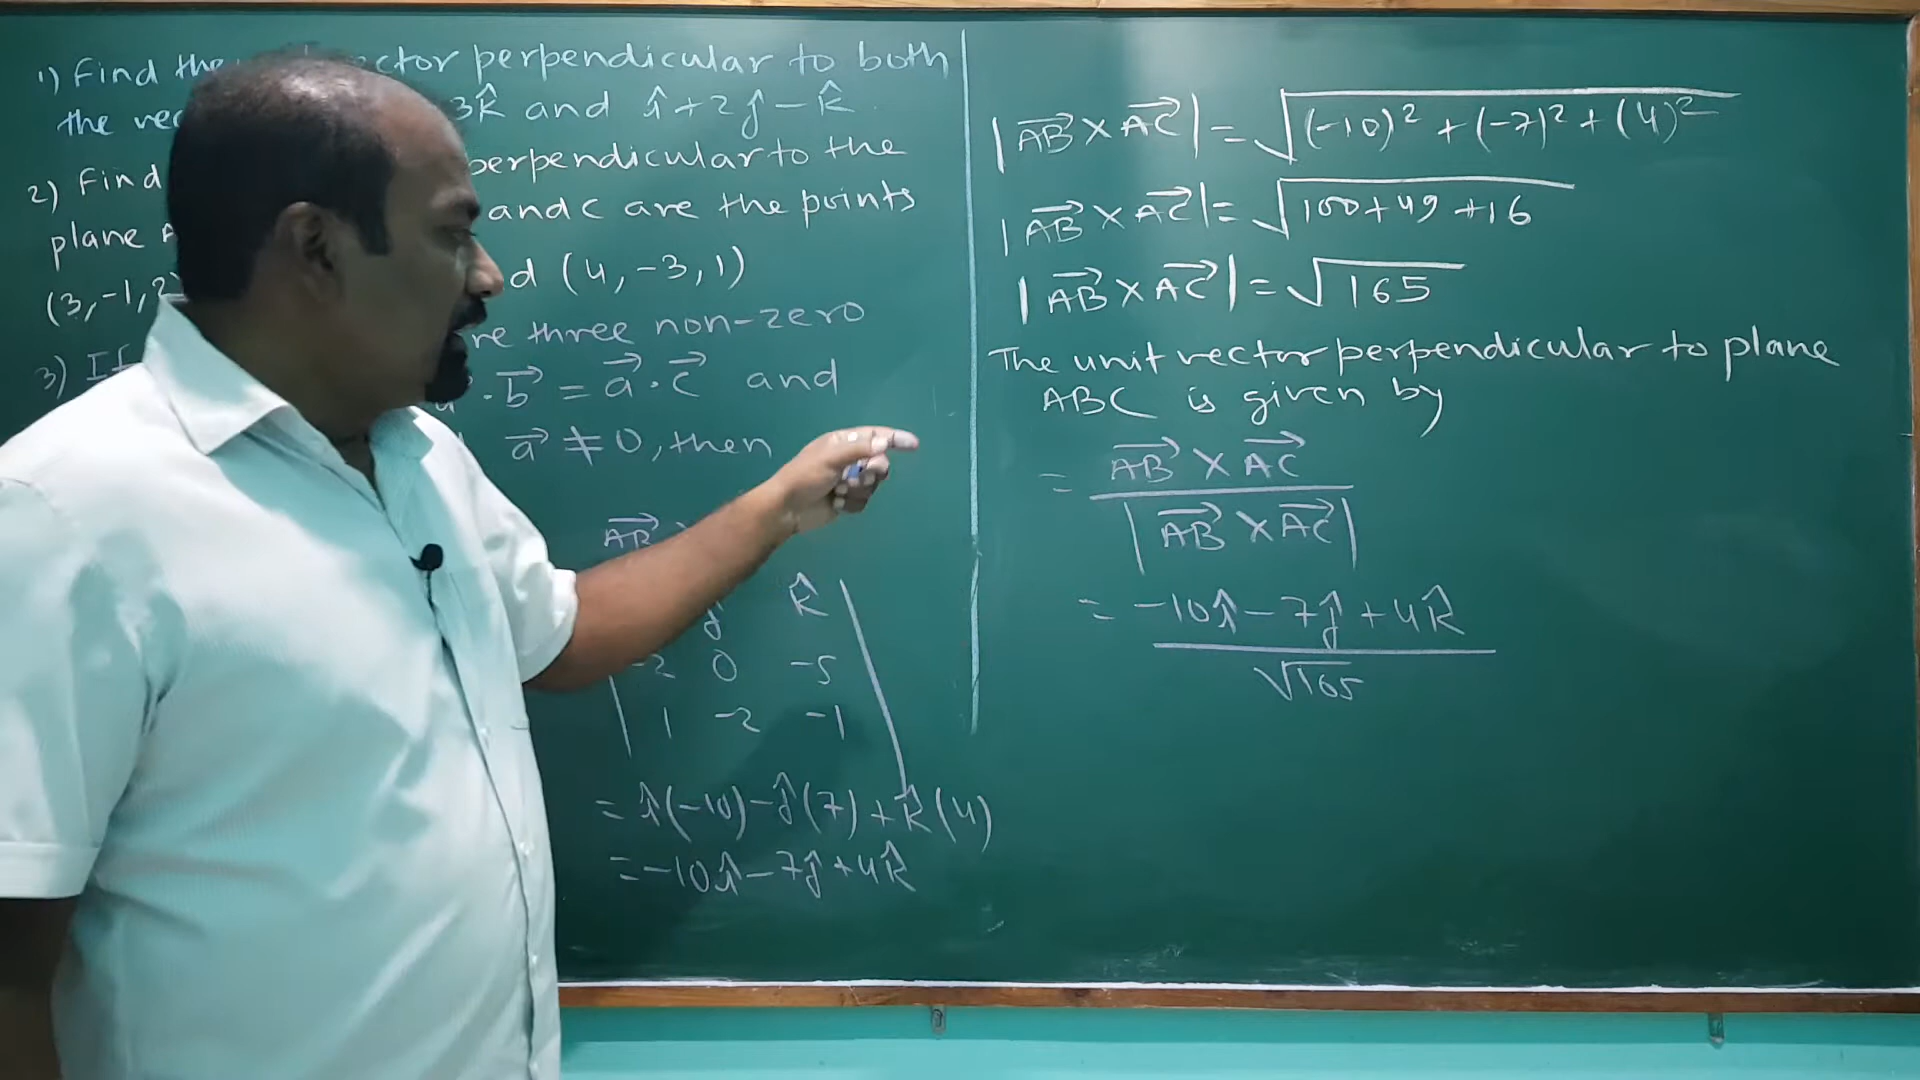 1) Find the ctor perpendicular to both
the vec 3k̂ and î+2ĵ-k̂
2) Find perpendicular to the
plane A and C are the points
(3,-1,2) d (4,-3,1)
3) If re three non-zero
. b⃗ = a⃗ . c⃗ and
a⃗ ≠ 0, then
AB⃗ ×
ĵ k̂
-2 0 -5
1 -2 -1
= î(-10)-ĵ(7)+k̂(4)
= -10î-7ĵ+4k̂
|AB⃗ × AC⃗| = √((-10)²+(-7)²+(4)²)
|AB⃗ × AC⃗| = √(100+49+16)
|AB⃗ × AC⃗| = √165
The unit vector perpendicular to plane
ABC is given by
= AB⃗ × AC⃗
|AB⃗ × AC⃗|
= -10î-7ĵ+4k̂
√165